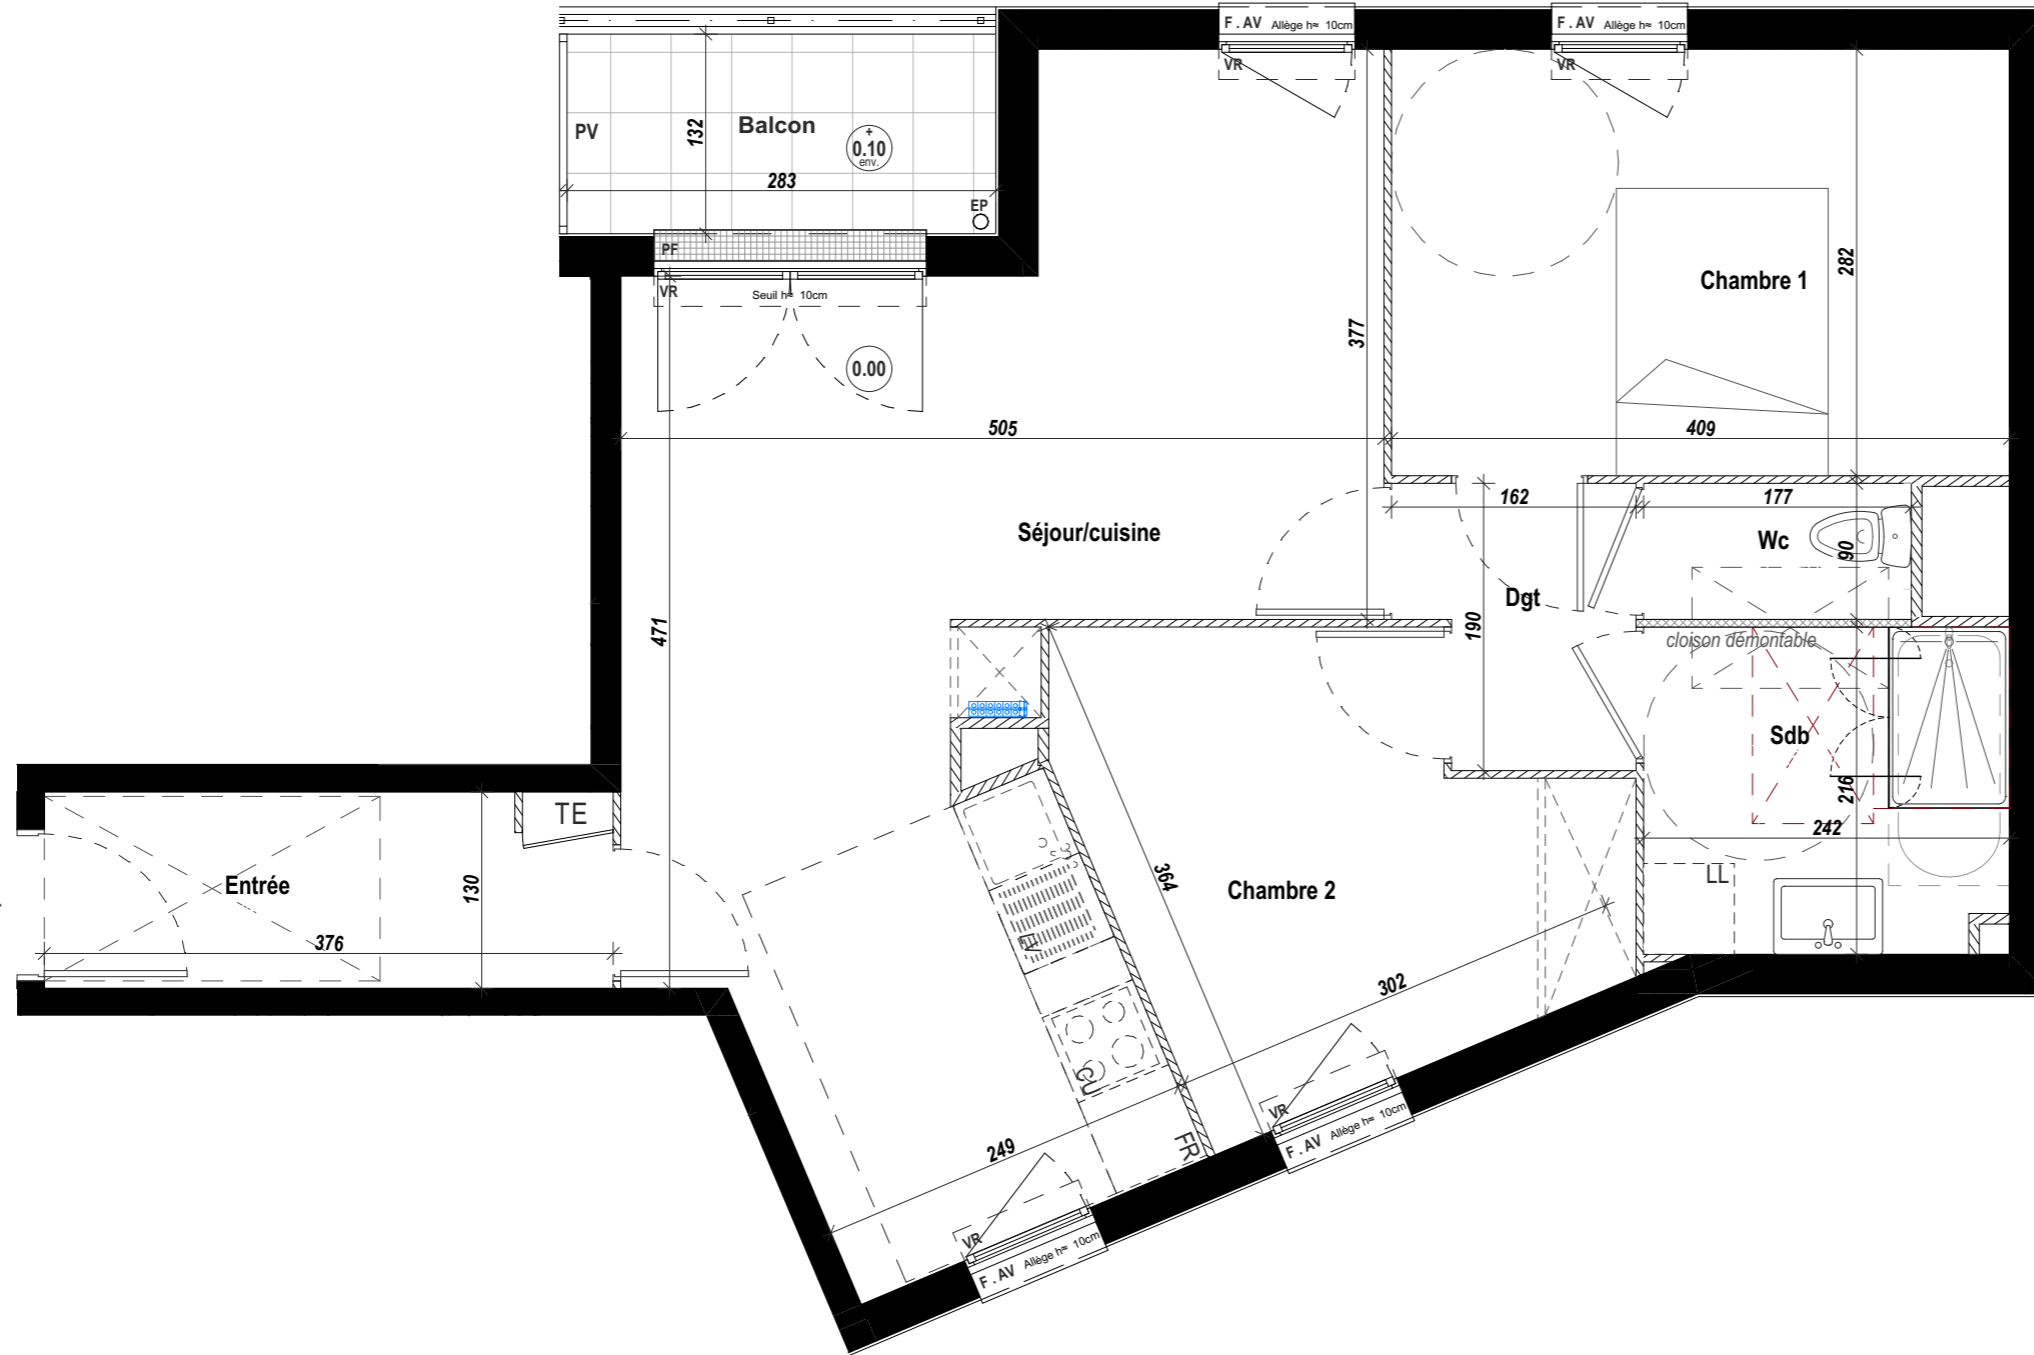 F. AV Allège h≈ 10cm
VR
F. AV Allège h≈ 10cm
VR
PV
132
Balcon
+
0.10
env.
283
EP
PF
VR
Seuil h≈ 10cm
0.00
377
Chambre 1
282
505
409
162
177
Séjour/cuisine
Wc
90
Dgt
190
471
cloison démontable
Sdb
216
242
TE
Entrée
130
376
364
Chambre 2
LL
LV
302
CU
249
FR
VR
F. AV Allège h≈ 10cm
VR
F. AV Allège h≈ 10cm